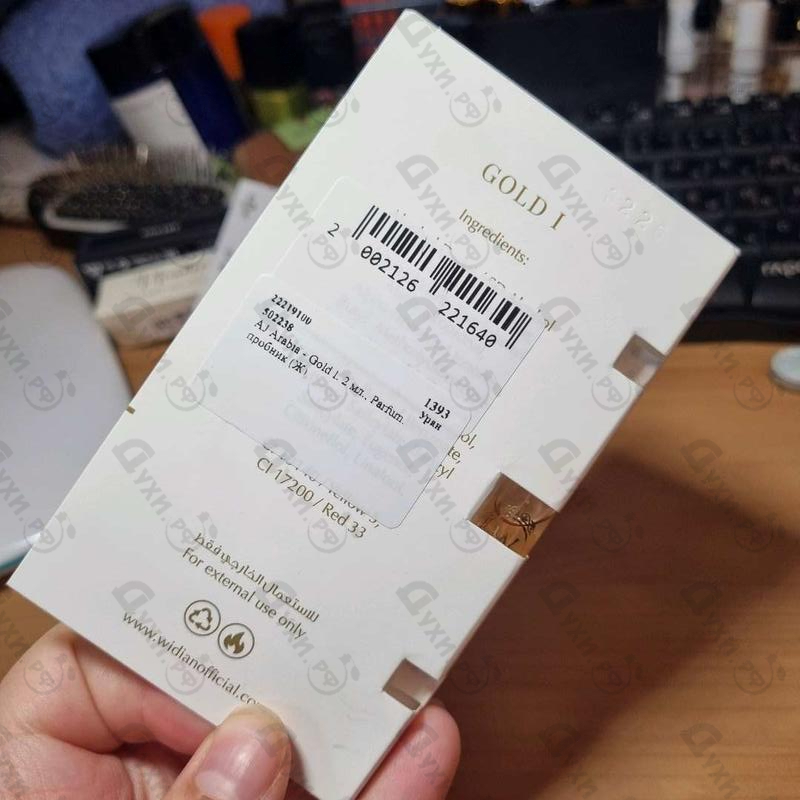 GOLD I
Ingredients:
2 002126 221640
22219100
502238
AJ Arabia - Gold I. 2 мл., Parfum.
пробник (Ж)
1393
Уран
CI 17200 / Red 33
للاستعمال الخارجي فقط
For external use only
www.widianofficial.co
Духи.рф